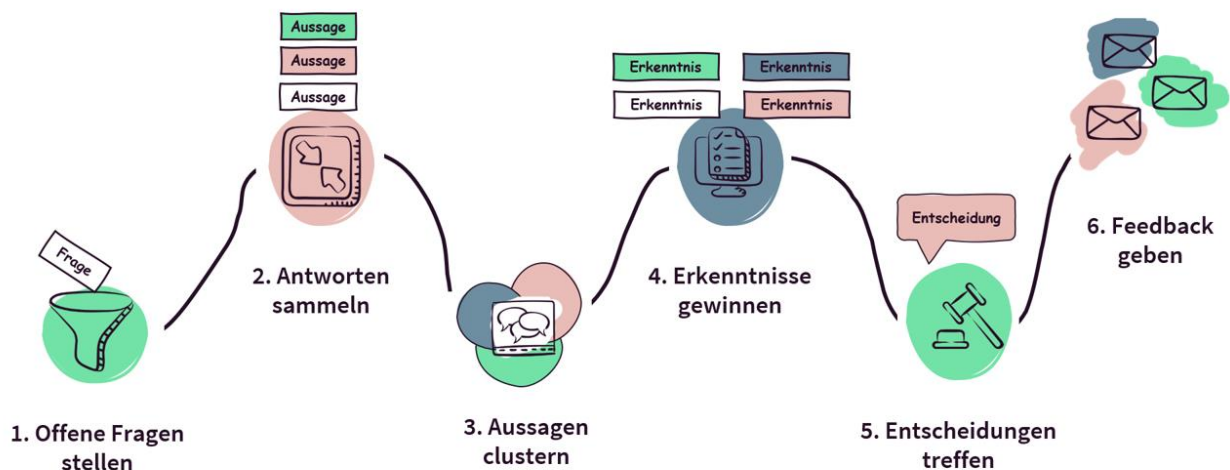 Frage
1. Offene Fragen
stellen
Aussage
Aussage
Aussage
2. Antworten
sammeln
3. Aussagen
clustern
Erkenntnis
Erkenntnis
Erkenntnis
Erkenntnis
4. Erkenntnisse
gewinnen
Entscheidung
5. Entscheidungen
treffen
6. Feedback
geben